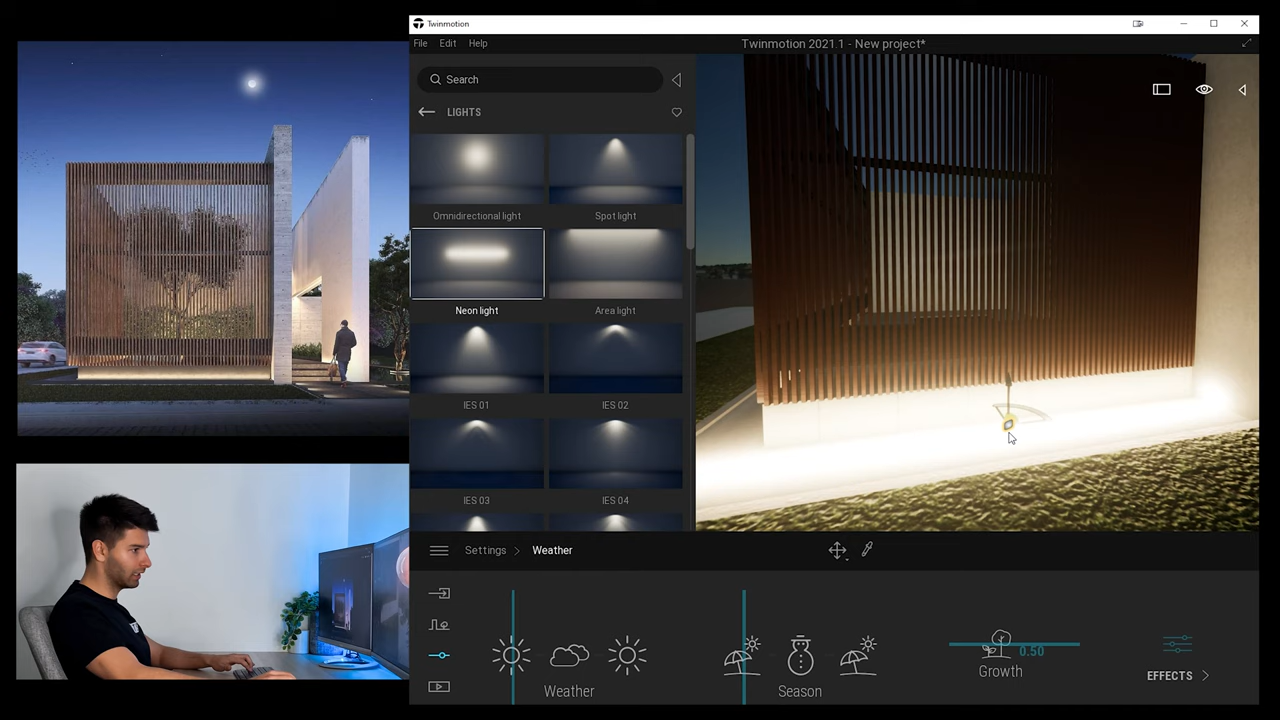 Twinmotion
File Edit Help
Twinmotion 2021.1 - New project*
Search
LIGHTS
Omnidirectional light
Spot light
Neon light
Area light
IES 01
IES 02
IES 03
IES 04
Settings > Weather
0.50
Weather
Season
Growth
EFFECTS >